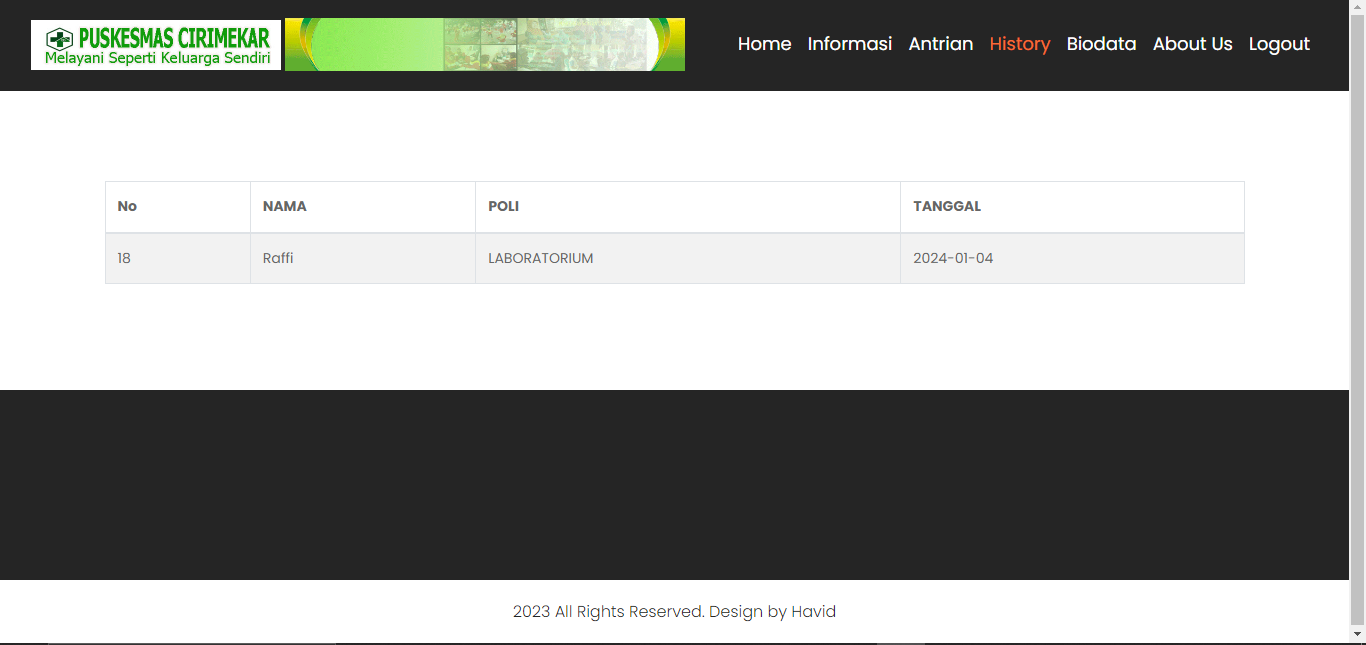 PUSKESMAS CIRIMEKAR
Melayani Seperti Keluarga Sendiri
Home Informasi Antrian History Biodata About Us Logout
No NAMA POLI TANGGAL
18 Raffi LABORATORIUM 2024-01-04
2023 All Rights Reserved. Design by Havid